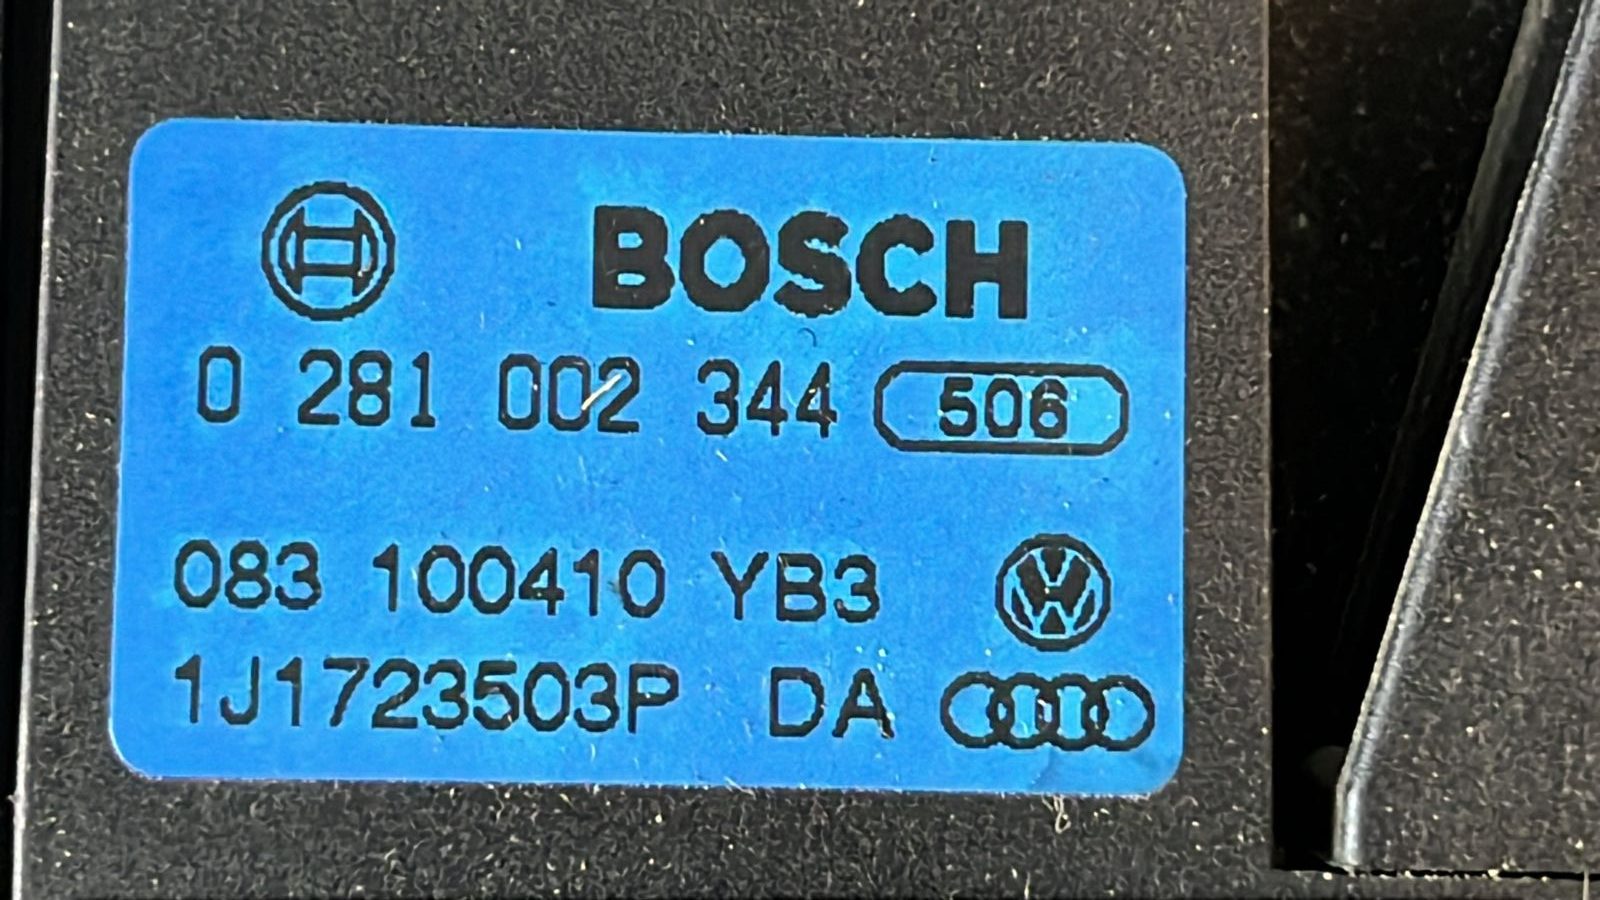 BOSCH
0 281 002 344 506
083 100410 YB3
1J1723503P DA